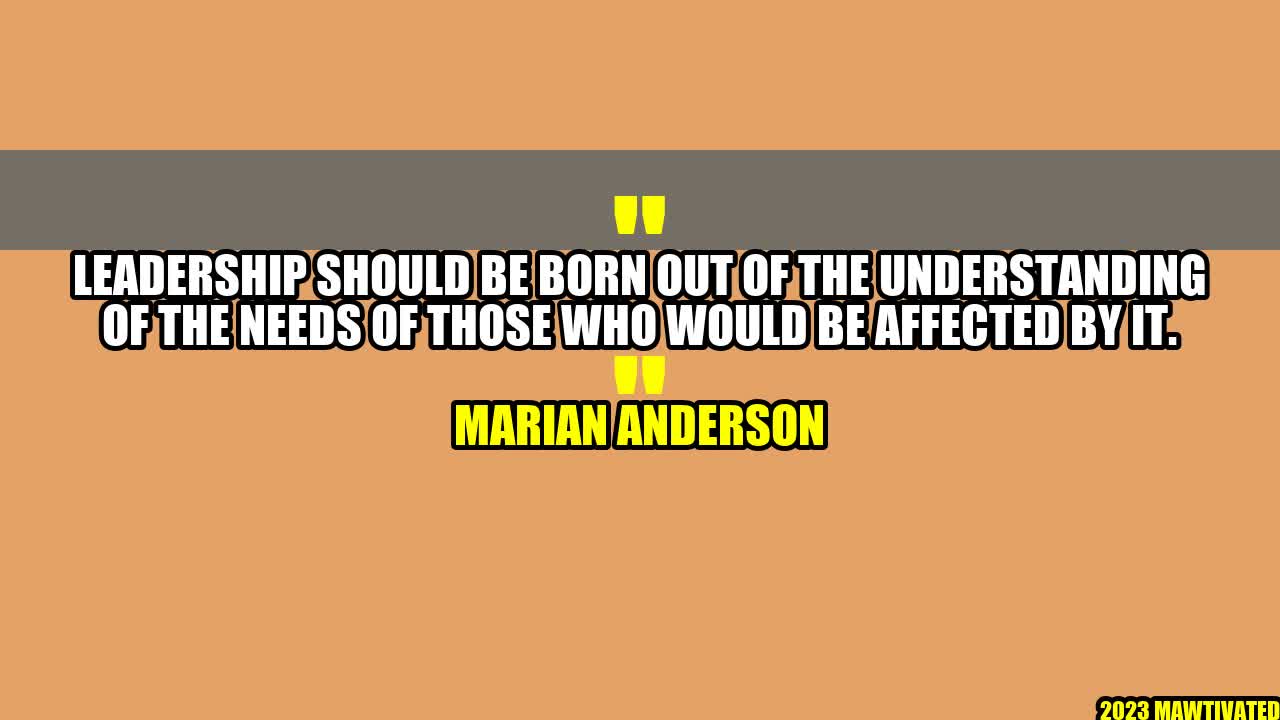 "
LEADERSHIP SHOULD BE BORN OUT OF THE UNDERSTANDING
OF THE NEEDS OF THOSE WHO WOULD BE AFFECTED BY IT.
"
MARIAN ANDERSON
2023 MAWTIVATED